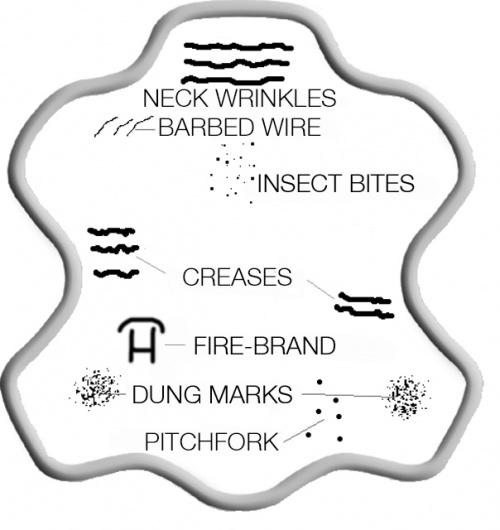 NECK WRINKLES
BARBED WIRE
INSECT BITES
CREASES
H
FIRE-BRAND
DUNG MARKS
PITCHFORK